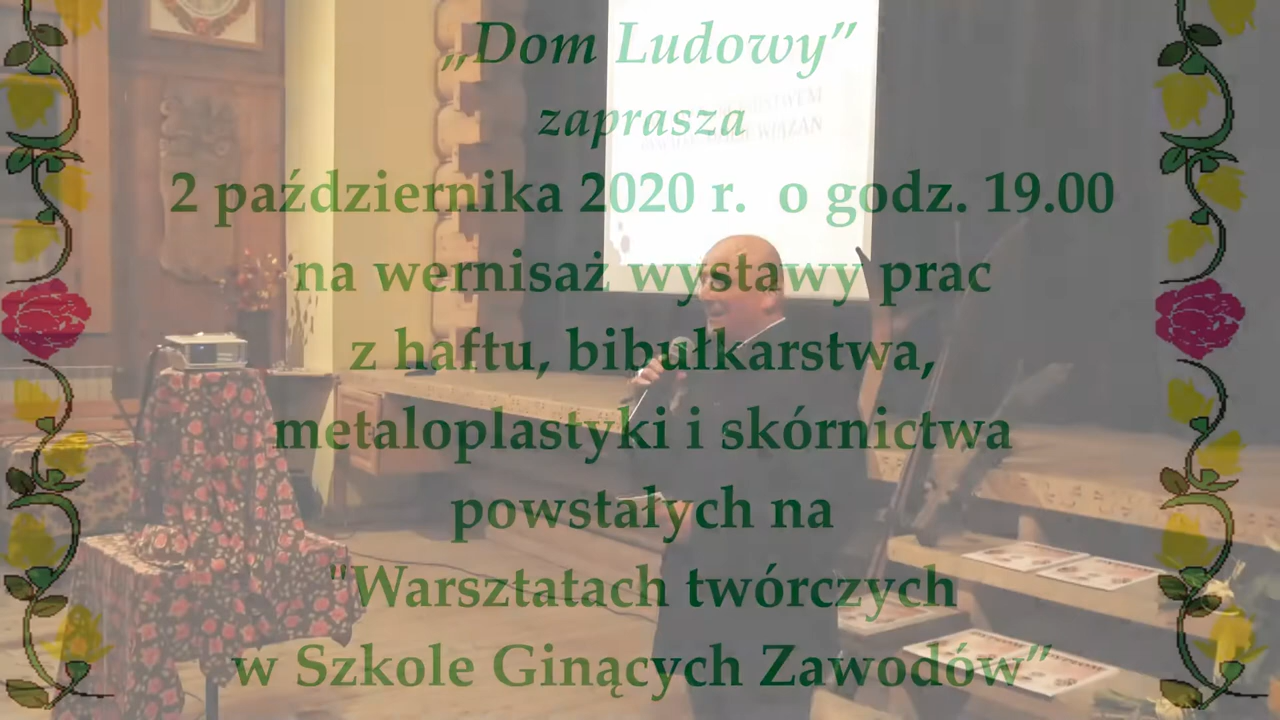 „Dom Ludowy”
zaprasza
2 października 2020 r. o godz. 19.00
na wernisaż wystawy prac
z haftu, bibułkarstwa,
metaloplastyki i skórnictwa
powstałych na
"Warsztatach twórczych
w Szkole Ginących Zawodów”